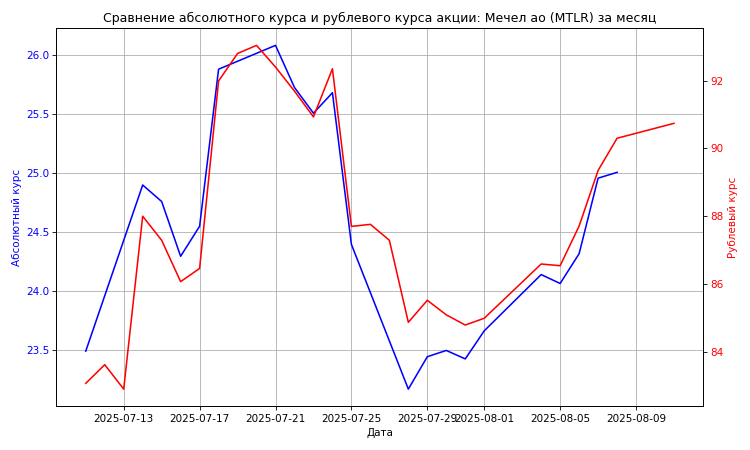 Сравнение абсолютного курса и рублевого курса акции: Мечел ао (MTLR) за месяц
26.0
25.5
25.0
24.5
24.0
23.5
Абсолютный курс
92
90
88
86
84
Рублевый курс
2025-07-13 2025-07-17 2025-07-21 2025-07-25 2025-07-29 2025-08-01 2025-08-05 2025-08-09
Дата